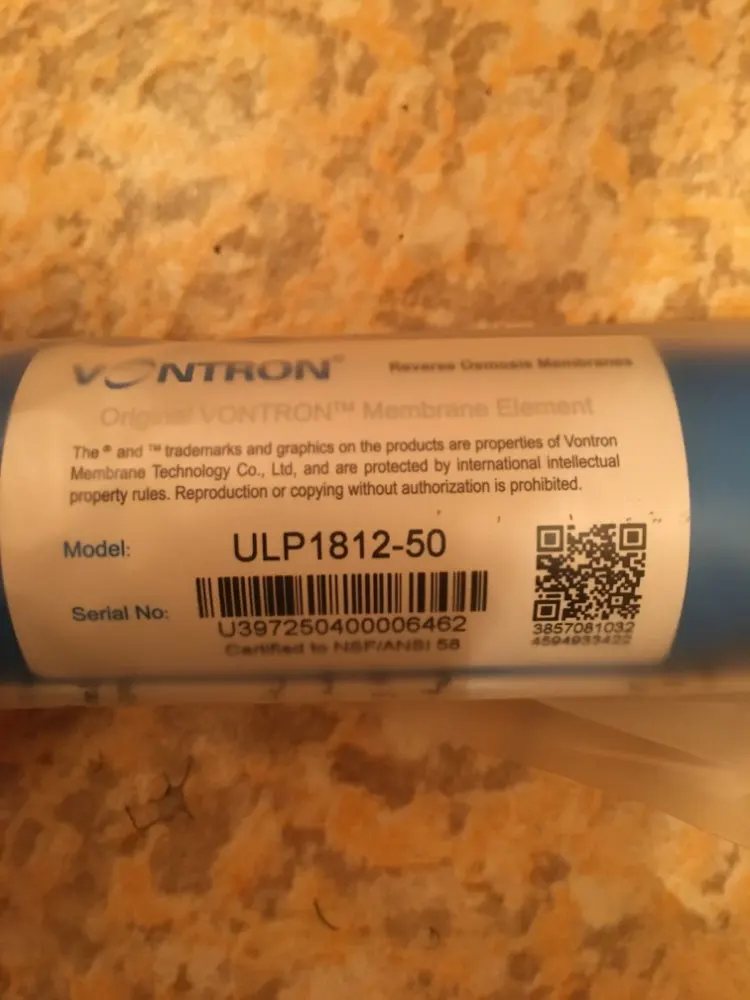 VONTRON®
Reverse Osmosis Membranes
Original VONTRON™ Membrane Element
The ® and ™ trademarks and graphics on the products are properties of Vontron
Membrane Technology Co., Ltd, and are protected by international intellectual
property rules. Reproduction or copying without authorization is prohibited.
Model: ULP1812-50
Serial No: U397250400006462
Certified to NSF/ANSI 58
3857081032
4594933422